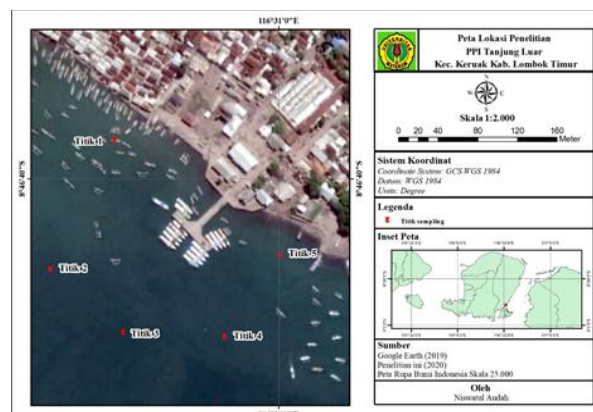 116°31'0"E
8°46'40"S
8°46'40"S
Titik 1
Titik 2
Titik 3
Titik 4
Titik 5
Peta Lokasi Penelitian
PPI Tanjung Luar
Kec. Keruak Kab. Lombok Timur
N
W E
S
Skala 1:2.000
0 20 40 80 120 160
Meter
Sistem Koordinat
Coordinate System: GCS WGS 1984
Datum: WGS 1984
Units: Degree
Legenda
Titik sampling
Inset Peta
Sumber
Google Earth (2019)
Penelitian ini (2020)
Peta Rupa Bumi Indonesia Skala 25.000
Oleh
Niswatul Audah